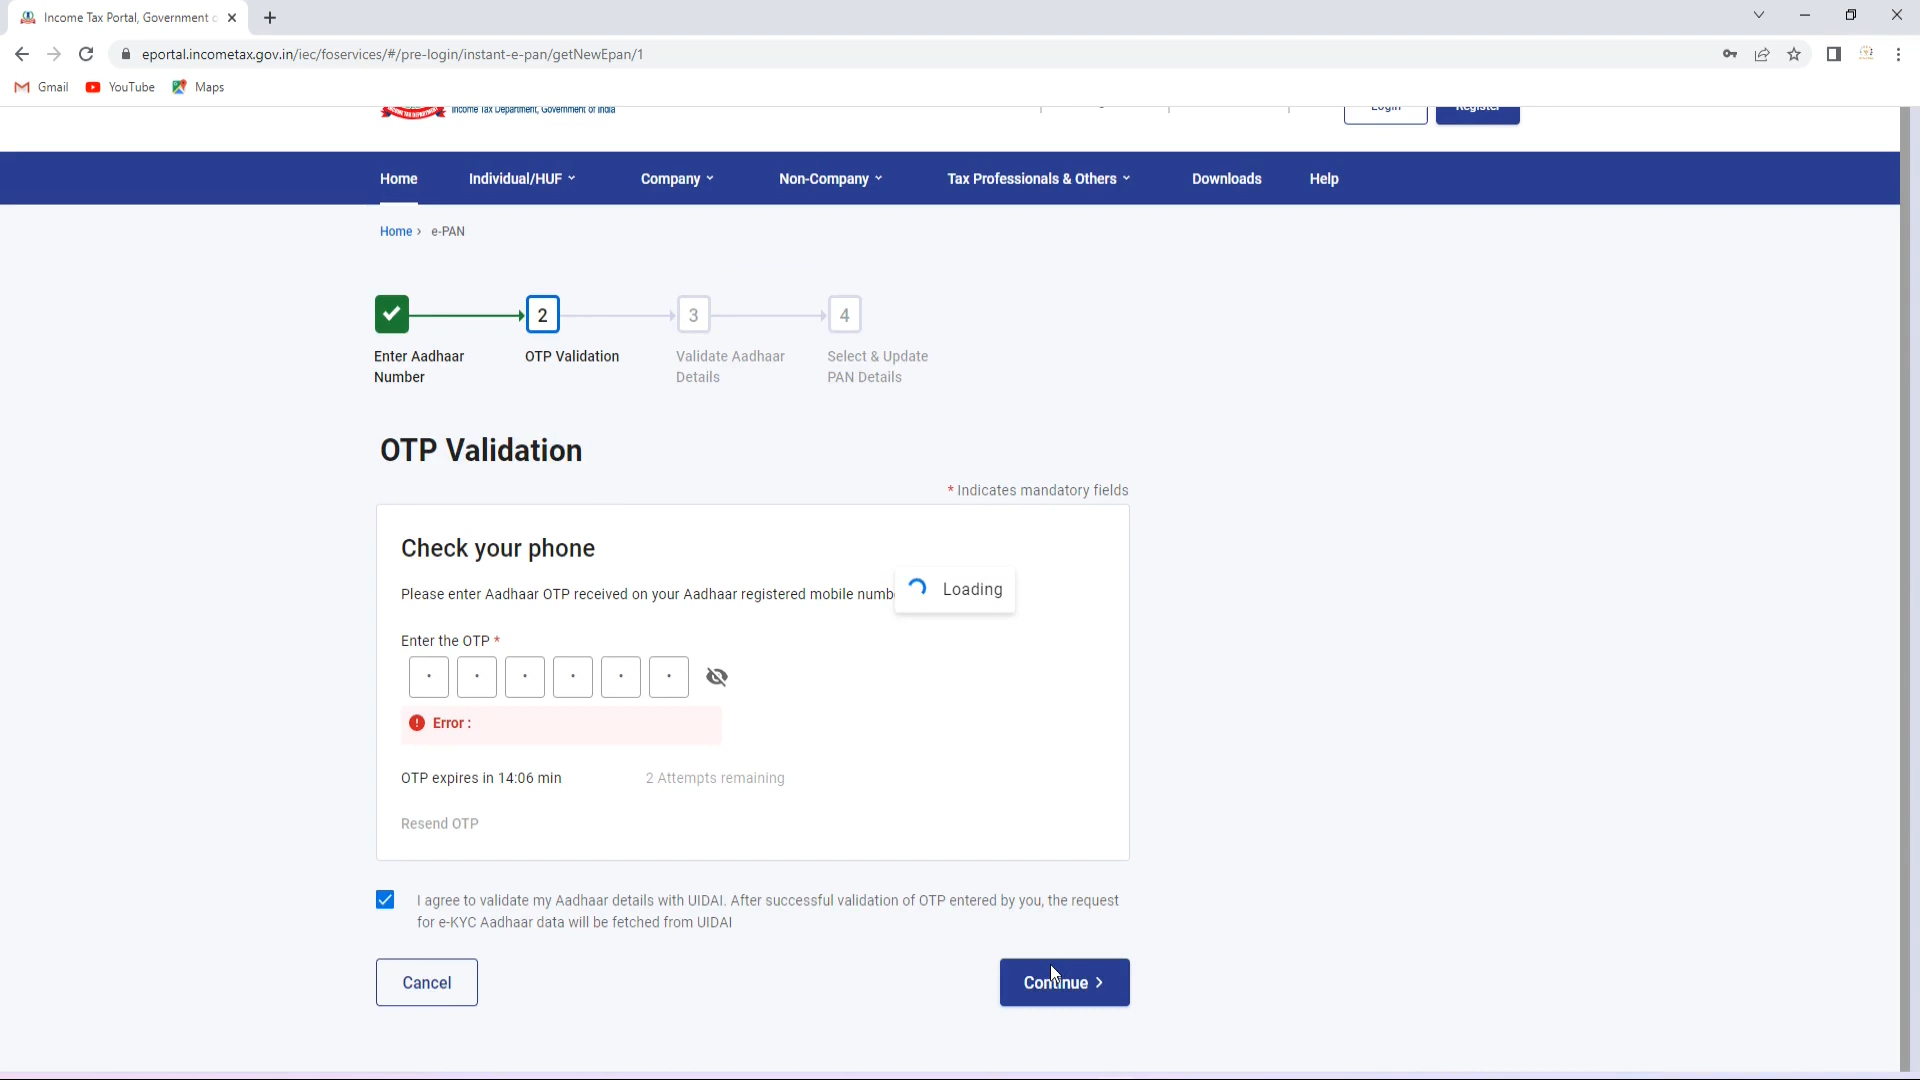 Income Tax Portal, Government o
eportal.incometax.gov.in/iec/foservices/#/pre-login/instant-e-pan/getNewEpan/1
Gmail YouTube Maps
Income Tax Department, Government of India
Login Register
Home Individual/HUF Company Non-Company Tax Professionals & Others Downloads Help
Home › e-PAN
2 3 4
Enter Aadhaar Number
OTP Validation
Validate Aadhaar Details
Select & Update PAN Details
OTP Validation
* Indicates mandatory fields
Check your phone
Please enter Aadhaar OTP received on your Aadhaar registered mobile numb
Loading
Enter the OTP *
Error :
OTP expires in 14:06 min 2 Attempts remaining
Resend OTP
I agree to validate my Aadhaar details with UIDAI. After successful validation of OTP entered by you, the request
for e-KYC Aadhaar data will be fetched from UIDAI
Cancel Continue >